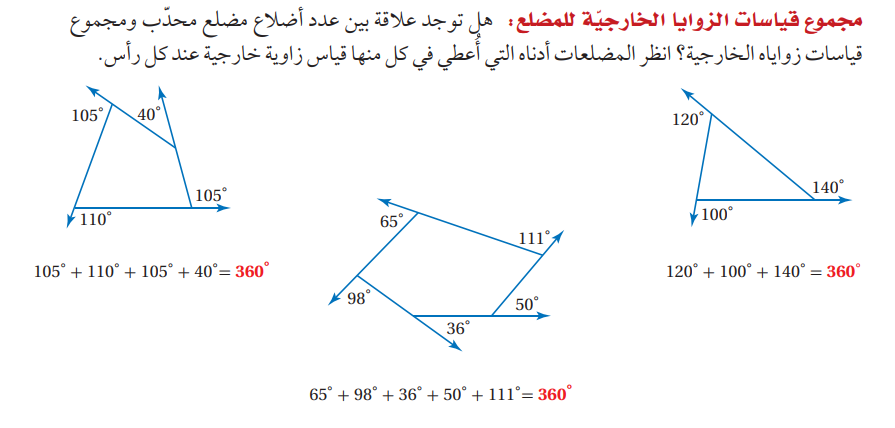 مجموع قياسات الزوايا الخارجيّة للمضلع: هل توجد علاقة بين عدد أضلاع مضلع محدّب ومجموع
قياسات زواياه الخارجية؟ انظر المضلعات أدناه التي أُعطي في كل منها قياس زاوية خارجية عند كل رأس.
120°
140°
100°
120° + 100° + 140° = 360°
65°
111°
98°
50°
36°
65° + 98° + 36° + 50° + 111° = 360°
105°
40°
105°
110°
105° + 110° + 105° + 40° = 360°